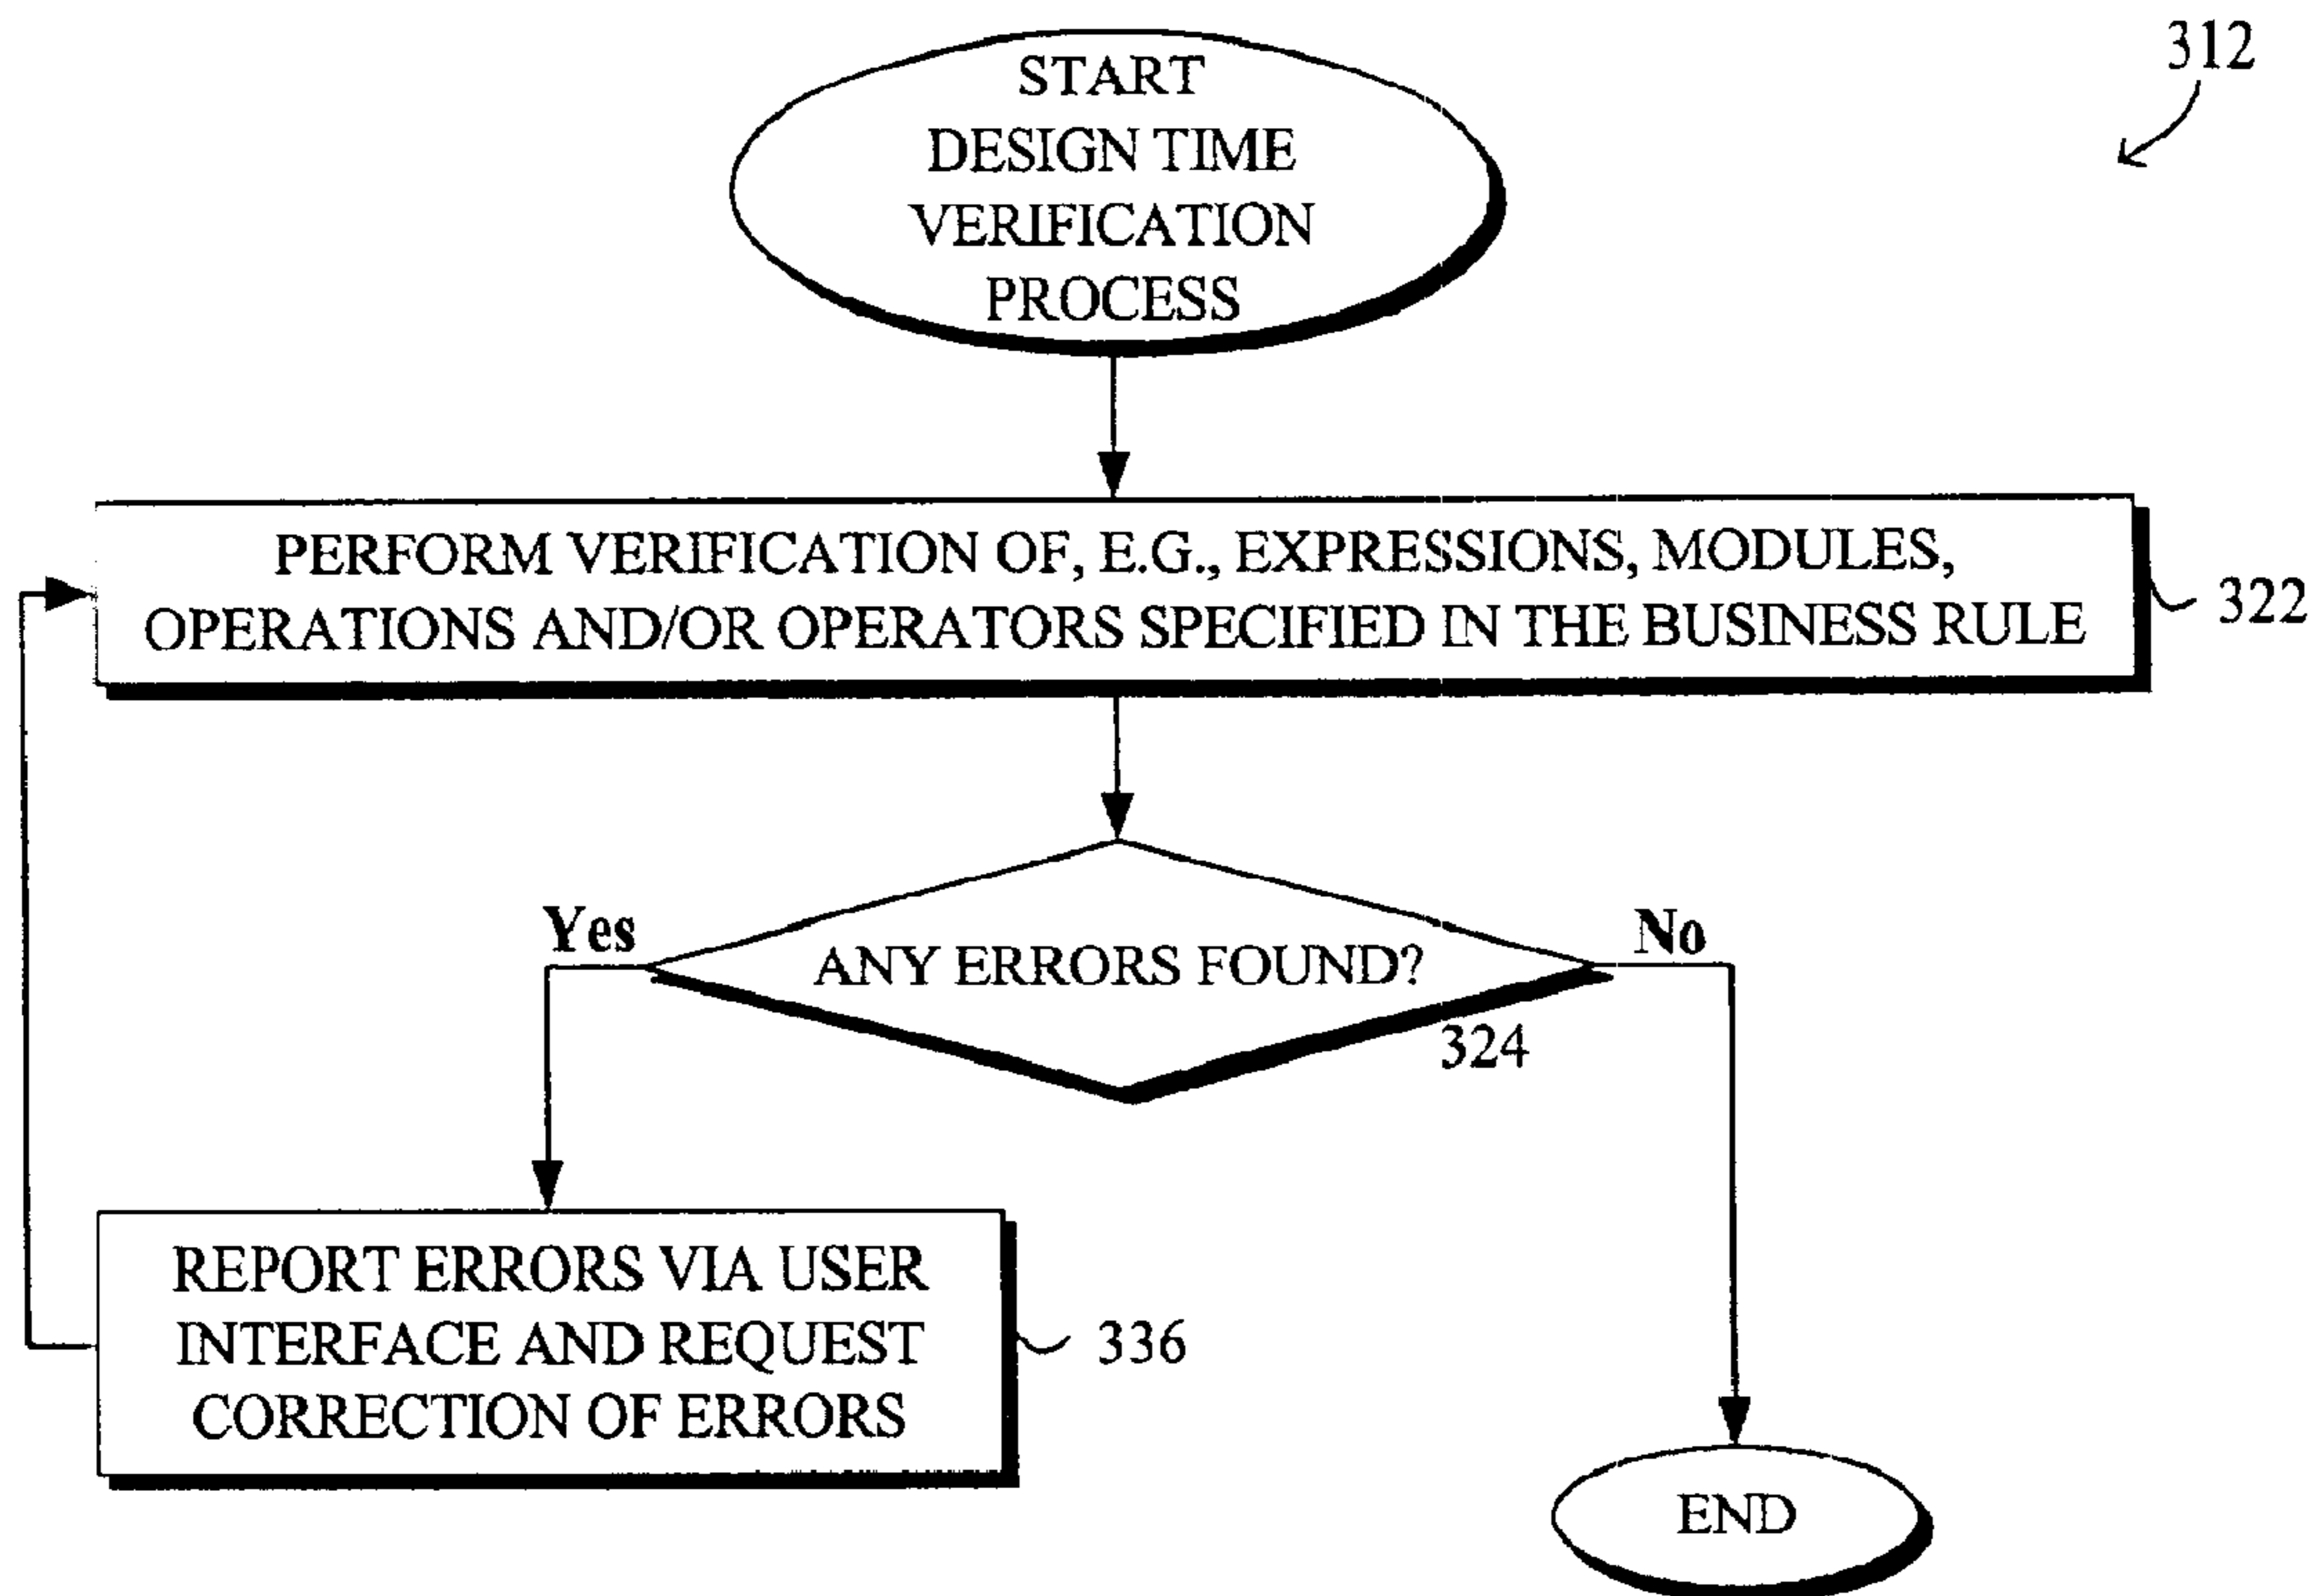 312
START
DESIGN TIME
VERIFICATION
PROCESS
PERFORM VERIFICATION OF, E.G., EXPRESSIONS, MODULES,
OPERATIONS AND/OR OPERATORS SPECIFIED IN THE BUSINESS RULE
322
Yes
No
ANY ERRORS FOUND?
324
REPORT ERRORS VIA USER
INTERFACE AND REQUEST
CORRECTION OF ERRORS
336
END